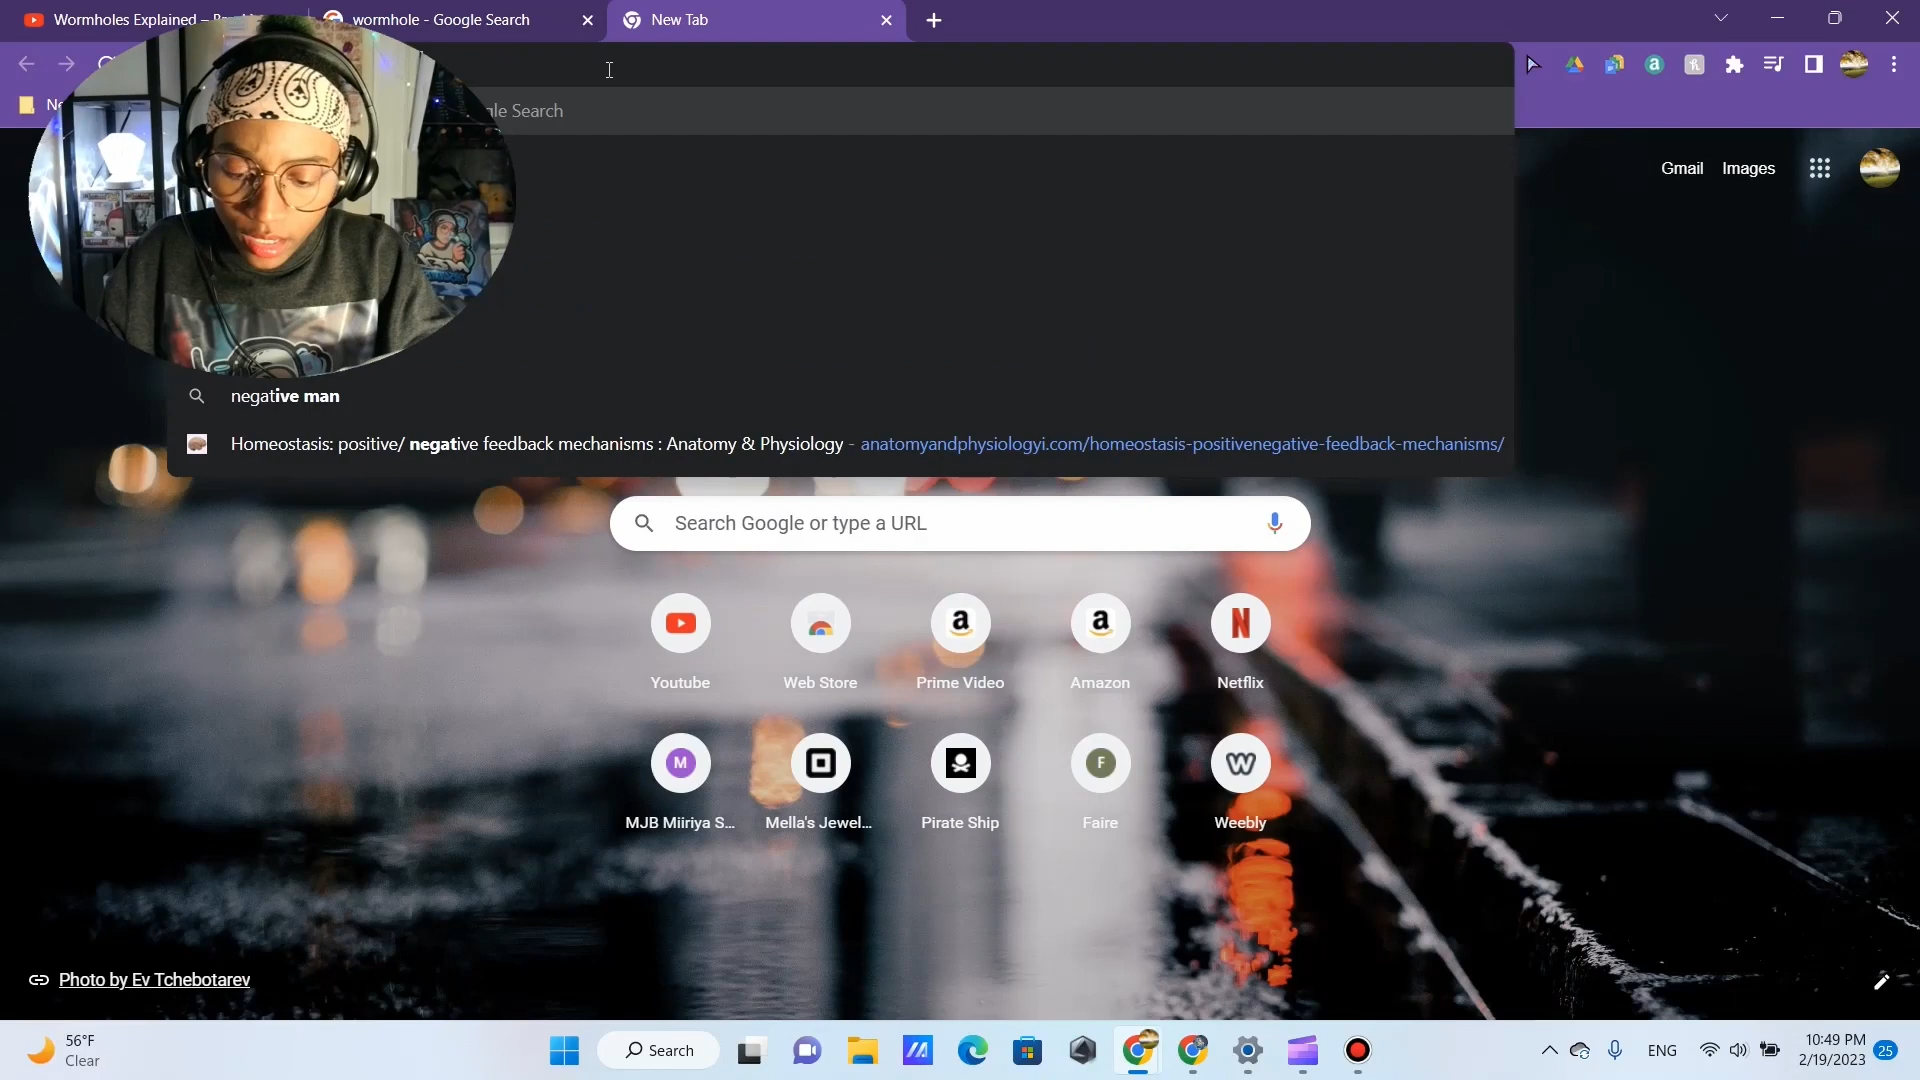 Wormholes Explained –
wormhole - Google Search
New Tab
Search
negative man
Homeostasis: positive/ negative feedback mechanisms : Anatomy & Physiology - anatomyandphysiologyi.com/homeostasis-positivenegative-feedback-mechanisms/
Gmail Images
Search Google or type a URL
Youtube Web Store Prime Video Amazon Netflix
M F
MJB Miiriya S... Mella's Jewel... Pirate Ship Faire Weebly
Photo by Ev Tchebotarev
56°F
Clear
Search
ENG
10:49 PM
2/19/2023
25